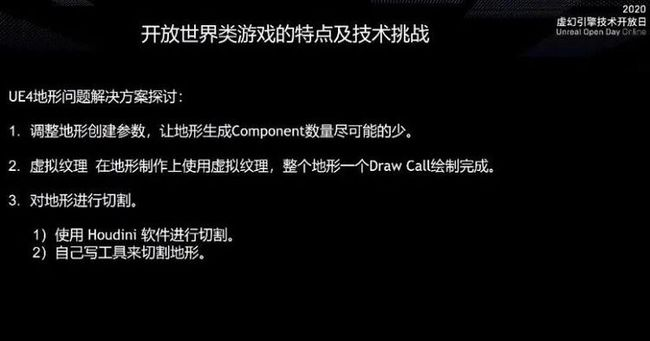 2020
虚幻引擎技术开放日
Unreal Open Day Online
开放世界类游戏的特点及技术挑战
UE4地形问题解决方案探讨：
1. 调整地形创建参数，让地形生成Component数量尽可能的少。
2. 虚拟纹理 在地形制作上使用虚拟纹理，整个地形一个Draw Call绘制完成。
3. 对地形进行切割。
1）使用 Houdini 软件进行切割。
2）自己写工具来切割地形。